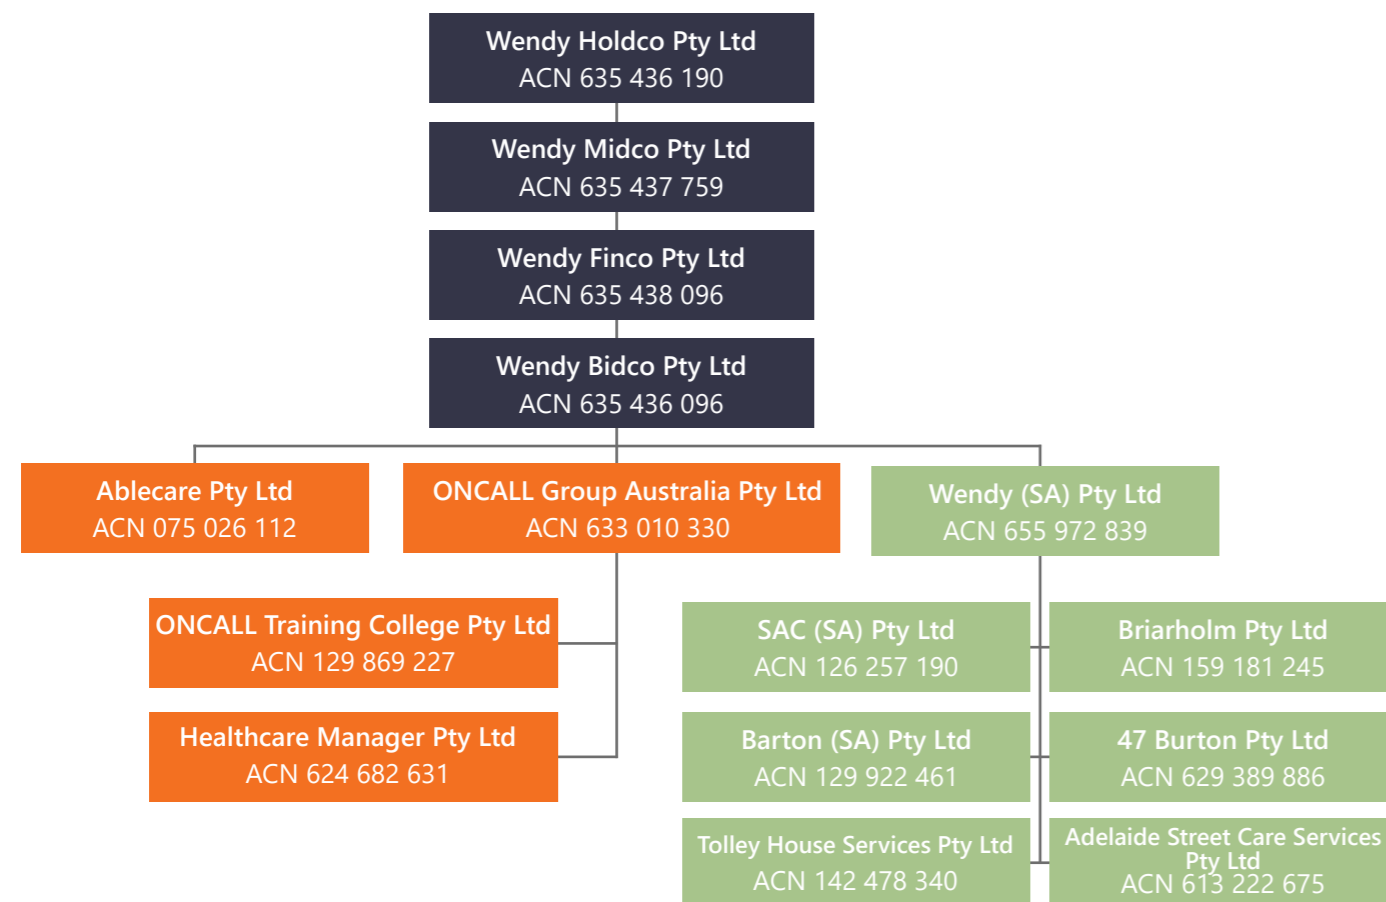 Wendy Holdco Pty Ltd
ACN 635 436 190
Wendy Midco Pty Ltd
ACN 635 437 759
Wendy Finco Pty Ltd
ACN 635 438 096
Wendy Bidco Pty Ltd
ACN 635 436 096
Ablecare Pty Ltd
ACN 075 026 112
ONCALL Group Australia Pty Ltd
ACN 633 010 330
Wendy (SA) Pty Ltd
ACN 655 972 839
ONCALL Training College Pty Ltd
ACN 129 869 227
Healthcare Manager Pty Ltd
ACN 624 682 631
SAC (SA) Pty Ltd
ACN 126 257 190
Briarholm Pty Ltd
ACN 159 181 245
Barton (SA) Pty Ltd
ACN 129 922 461
47 Burton Pty Ltd
ACN 629 389 886
Tolley House Services Pty Ltd
ACN 142 478 340
Adelaide Street Care Services
Pty Ltd
ACN 613 222 675